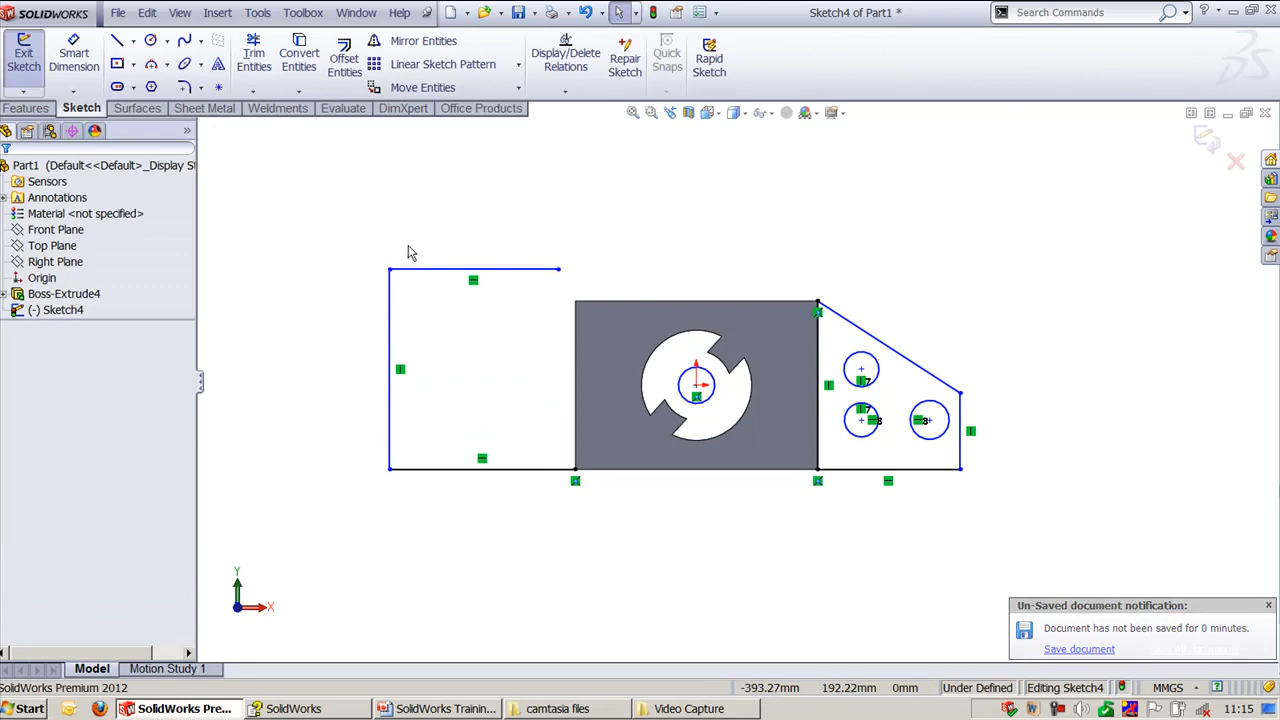 SOLIDWORKS File Edit View Insert Tools Toolbox Window Help Sketch4 of Part1 * Search Commands
Exit Sketch
Smart Dimension
Trim Entities
Convert Entities
Offset Entities
Mirror Entities
Linear Sketch Pattern
Move Entities
Display/Delete Relations
Repair Sketch
Quick Snaps
Rapid Sketch
Features Sketch Surfaces Sheet Metal Weldments Evaluate DimXpert Office Products
Part1 (Default<<Default>_Display St
Sensors
Annotations
Material <not specified>
Front Plane
Top Plane
Right Plane
Origin
Boss-Extrude4
(-) Sketch4
7
7
8
8
Y
X
Un-Saved document notification:
Document has not been saved for 0 minutes.
Save document
Model Motion Study 1
SolidWorks Premium 2012 -393.27mm 192.22mm 0mm Under Defined Editing Sketch4 MMGS
Start SolidWorks Pre... SolidWorks SolidWorks Trainin... camtasia files Video Capture 11:15